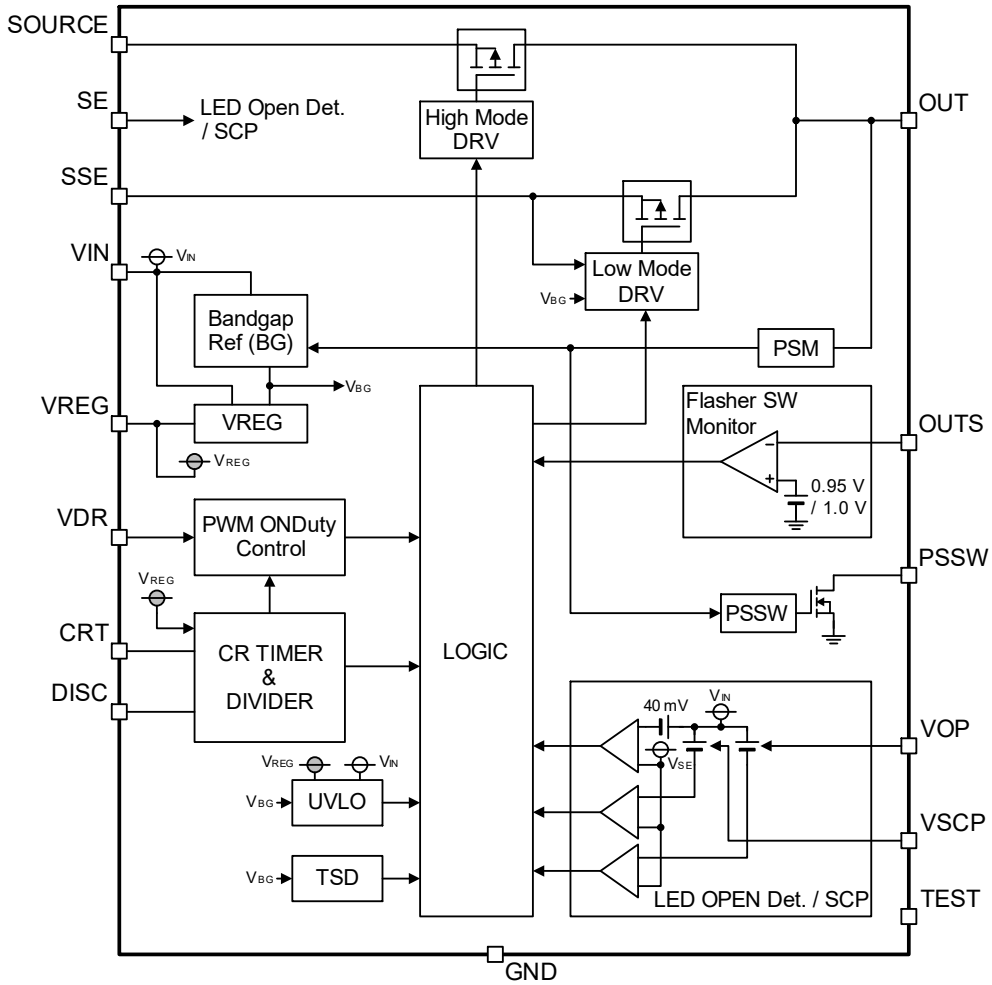 SOURCE
SE
LED Open Det.
/ SCP
High Mode
DRV
OUT
SSE
VIN
VIN
Low Mode
DRV
VBG
Bandgap
Ref (BG)
PSM
VBG
VREG
VREG
VREG
Flasher SW
Monitor
−
+
0.95 V
/ 1.0 V
OUTS
VDR
PWM ONDuty
Control
VREG
CRT
CR TIMER
&
DIVIDER
DISC
LOGIC
PSSW
PSSW
40 mV
VIN
VSE
VOP
VREG
VIN
VBG
UVLO
VSCP
VBG
TSD
LED OPEN Det. / SCP
TEST
GND